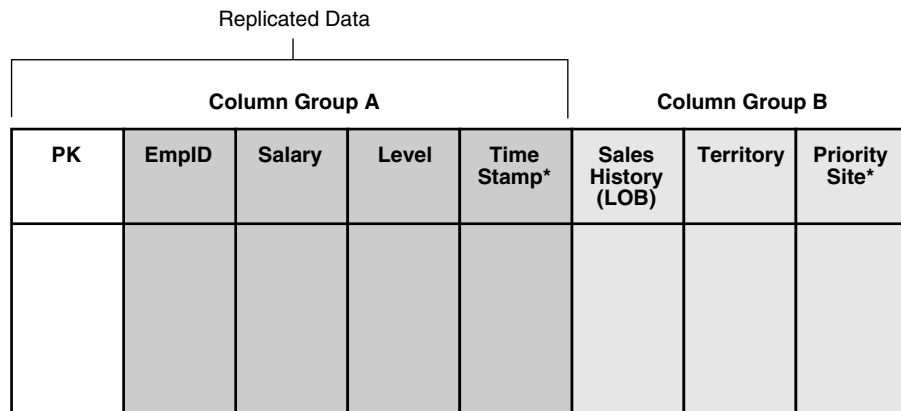 Replicated Data
Column Group A
Column Group B
PK
EmpID
Salary
Level
Time
Stamp*
Sales
History
(LOB)
Territory
Priority
Site*